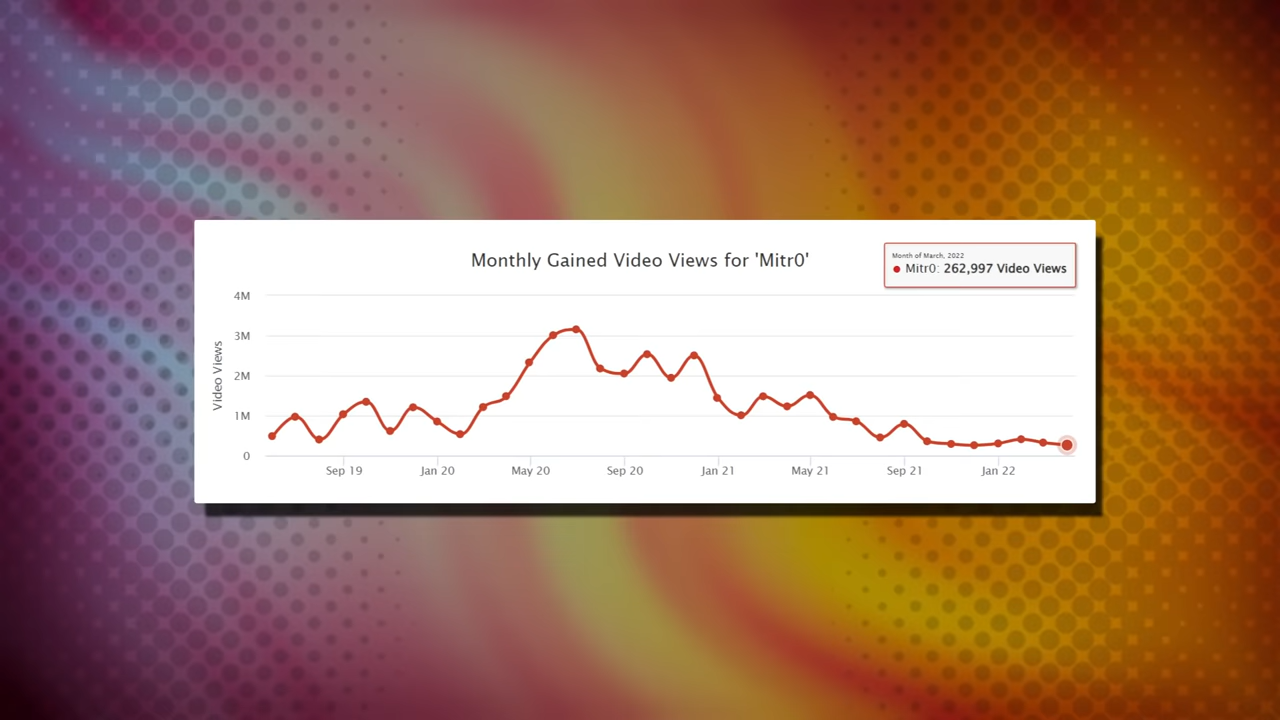 Monthly Gained Video Views for 'Mitr0'
Month of March, 2022
Mitr0: 262,997 Video Views
Video Views
4M
3M
2M
1M
0
Sep 19
Jan 20
May 20
Sep 20
Jan 21
May 21
Sep 21
Jan 22